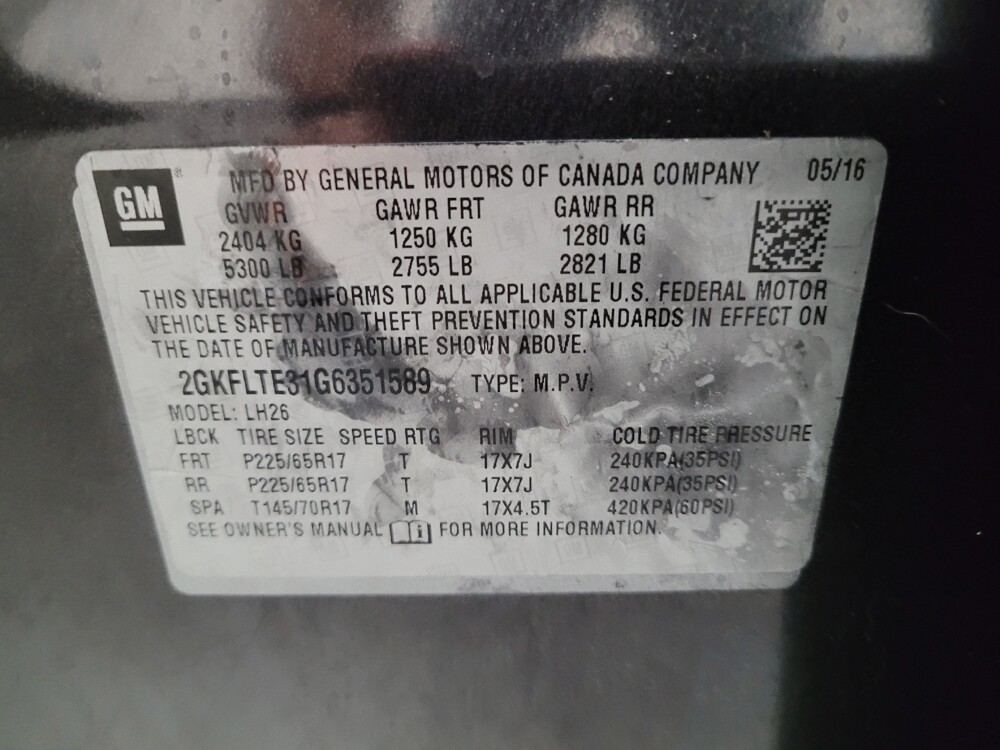 GM ®
MFD BY GENERAL MOTORS OF CANADA COMPANY 05/16
GVWR GAWR FRT GAWR RR
2404 KG 1250 KG 1280 KG
5300 LB 2755 LB 2821 LB
THIS VEHICLE CONFORMS TO ALL APPLICABLE U.S. FEDERAL MOTOR
VEHICLE SAFETY AND THEFT PREVENTION STANDARDS IN EFFECT ON
THE DATE OF MANUFACTURE SHOWN ABOVE.
2GKFLTE31G6351589 TYPE: M.P.V.
MODEL: LH26
LBCK TIRE SIZE SPEED RTG RIM COLD TIRE PRESSURE
FRT P225/65R17 T 17X7J 240KPA(35PSI)
RR P225/65R17 T 17X7J 240KPA(35PSI)
SPA T145/70R17 M 17X4.5T 420KPA(60PSI)
SEE OWNER'S MANUAL i FOR MORE INFORMATION.